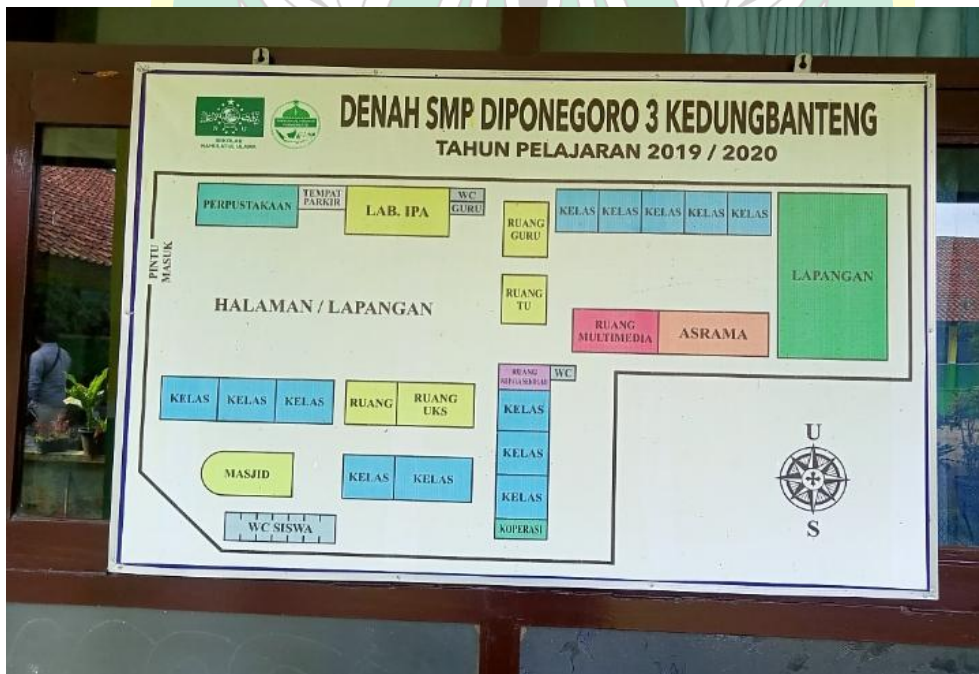 DENAH SMP DIPONEGORO 3 KEDUNGBANTENG
TAHUN PELAJARAN 2019 / 2020
NU
PERPUSTAKAAN
TEMPAT
PARKIR
LAB. IPA
WC
GURU
RUANG
GURU
KELAS KELAS KELAS KELAS KELAS
LAPANGAN
PINTU
MASUK
HALAMAN / LAPANGAN
RUANG
TU
RUANG
MULTIMEDIA
ASRAMA
RUANG
WC
KELAS KELAS KELAS
RUANG
RUANG
UKS
KELAS
KELAS
KELAS
KOPERASI
MASJID
KELAS KELAS
WC SISWA
U
S